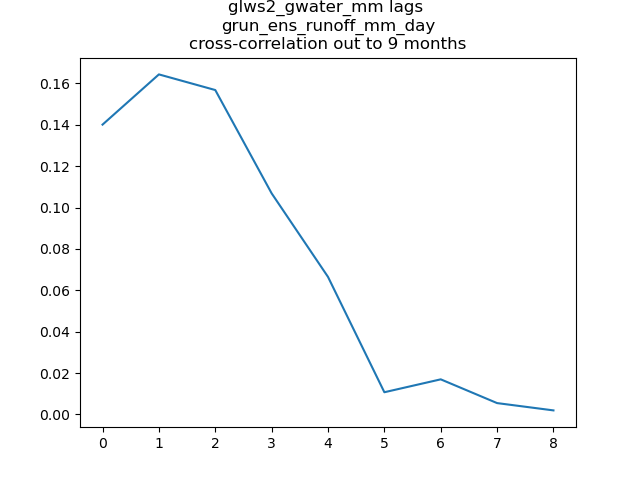 glws2_gwater_mm lags
grun_ens_runoff_mm_day
cross-correlation out to 9 months
0.16
0.14
0.12
0.10
0.08
0.06
0.04
0.02
0.00
0 1 2 3 4 5 6 7 8